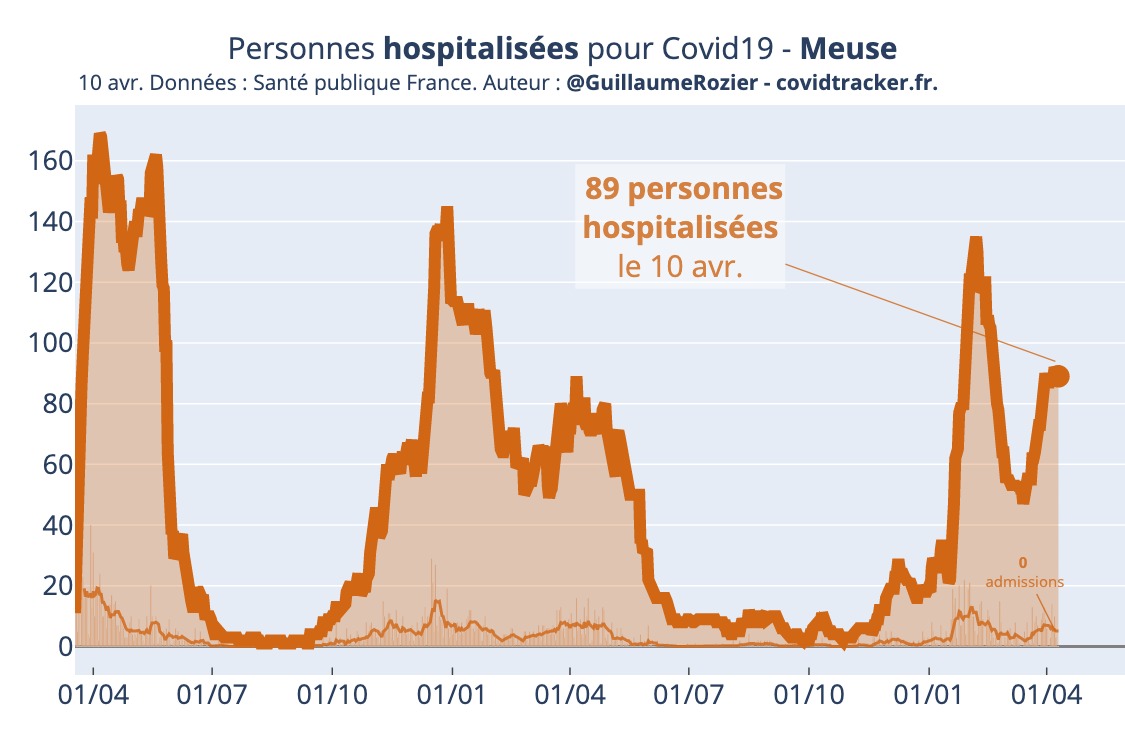 Personnes hospitalisées pour Covid19 - Meuse
10 avr. Données : Santé publique France. Auteur : @GuillaumeRozier - covidtracker.fr.
160
140
120
100
80
60
40
20
0
89 personnes
hospitalisées
le 10 avr.
0
admissions
01/04 01/07 01/10 01/01 01/04 01/07 01/10 01/01 01/04